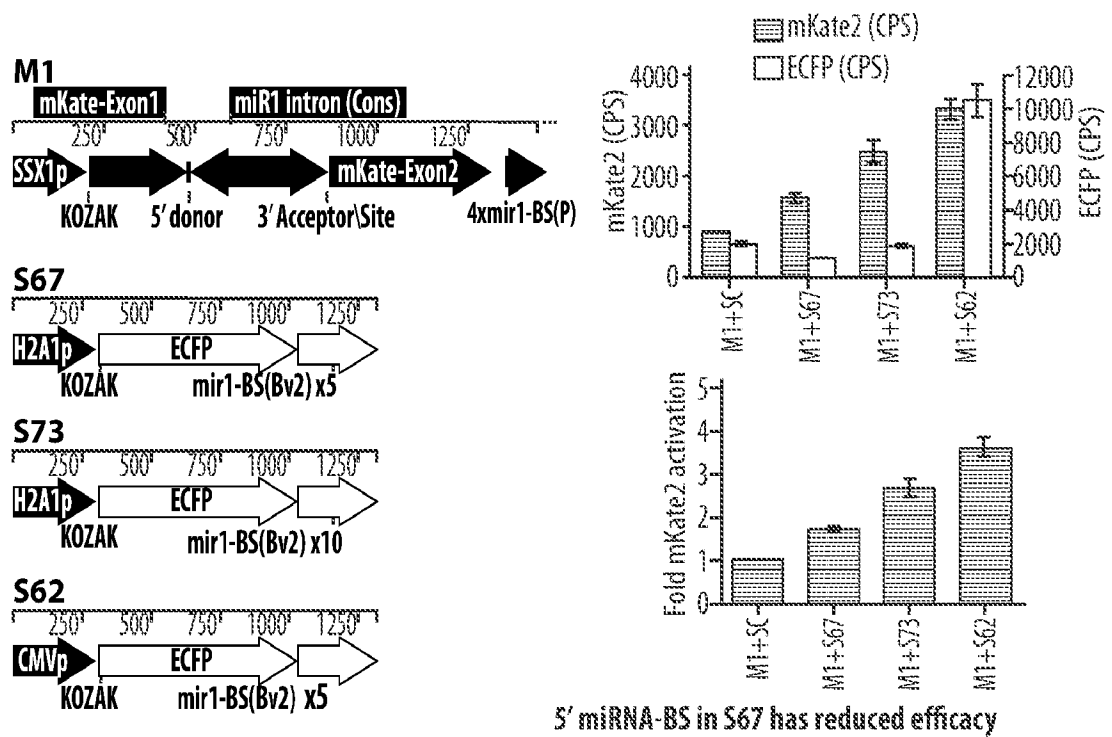 M1
mKate-Exon1 miR1 intron (Cons)
250 500 750 1000 1250
SSX1p mKate-Exon2
KOZAK 5' donor 3' Acceptor\Site 4xmir1-BS(P)
S67
250 500 750 1000 1250
H2A1p ECFP
KOZAK mir1-BS(Bv2) x5
S73
250 500 750 1000 1250
H2A1p ECFP
KOZAK mir1-BS(Bv2) x10
S62
250 500 750 1000 1250
CMVp ECFP
KOZAK mir1-BS(Bv2) x5
mKate2 (CPS)
ECFP (CPS)
mKate2 (CPS)
4000
3000
2000
1000
0
ECFP (CPS)
12000
10000
8000
6000
4000
2000
0
M1+SC
M1+S67
M1+S73
M1+S62
Fold mKate2 activation
5
4
3
2
1
0
M1+SC
M1+S67
M1+S73
M1+S62
5' miRNA-BS in S67 has reduced efficacy